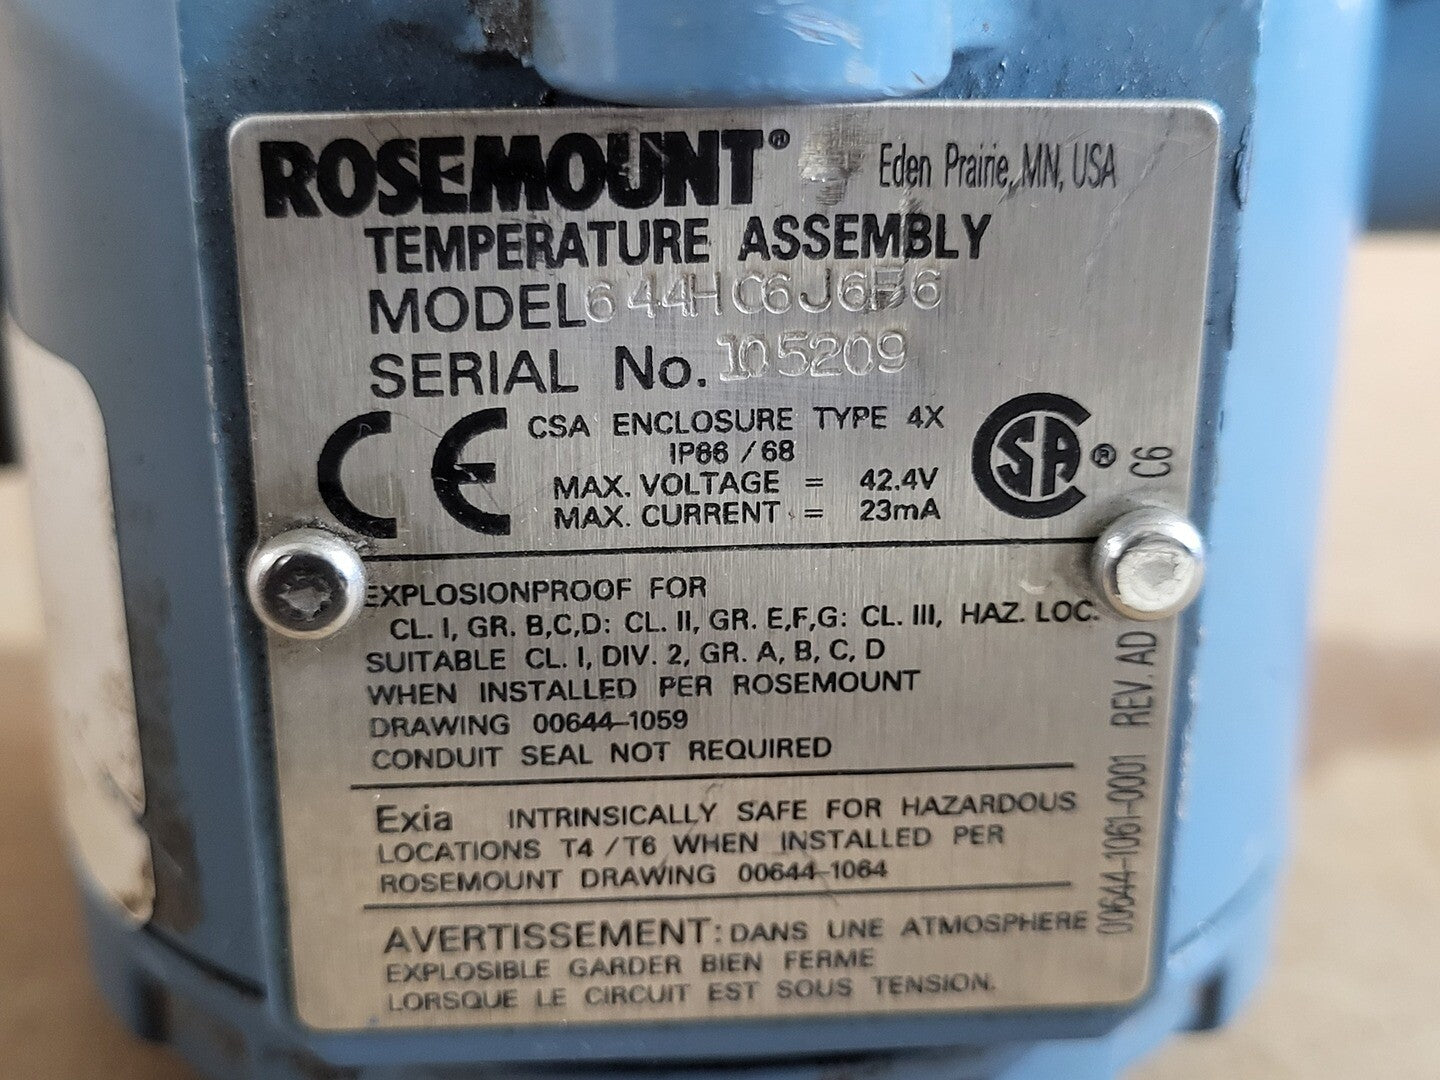 ROSEMOUNT® Eden Prairie, MN, USA
TEMPERATURE ASSEMBLY
MODEL
SERIAL No. 105209
CE CSA ENCLOSURE TYPE 4X
IP66 / 68
MAX. VOLTAGE = 42.4V
MAX. CURRENT = 23mA
SA ® C6
EXPLOSIONPROOF FOR
CL. I, GR. B,C,D: CL. II, GR. E,F,G: CL. III, HAZ. LOC.
SUITABLE CL. I, DIV. 2, GR. A, B, C, D
WHEN INSTALLED PER ROSEMOUNT
DRAWING 00644-1059
CONDUIT SEAL NOT REQUIRED
Exia INTRINSICALLY SAFE FOR HAZARDOUS
LOCATIONS T4 / T6 WHEN INSTALLED PER
ROSEMOUNT DRAWING 00644-1064
AVERTISSEMENT: DANS UNE ATMOSPHERE
EXPLOSIBLE GARDER BIEN FERME
LORSQUE LE CIRCUIT EST SOUS TENSION.
00644-1061-0001 REV. AD